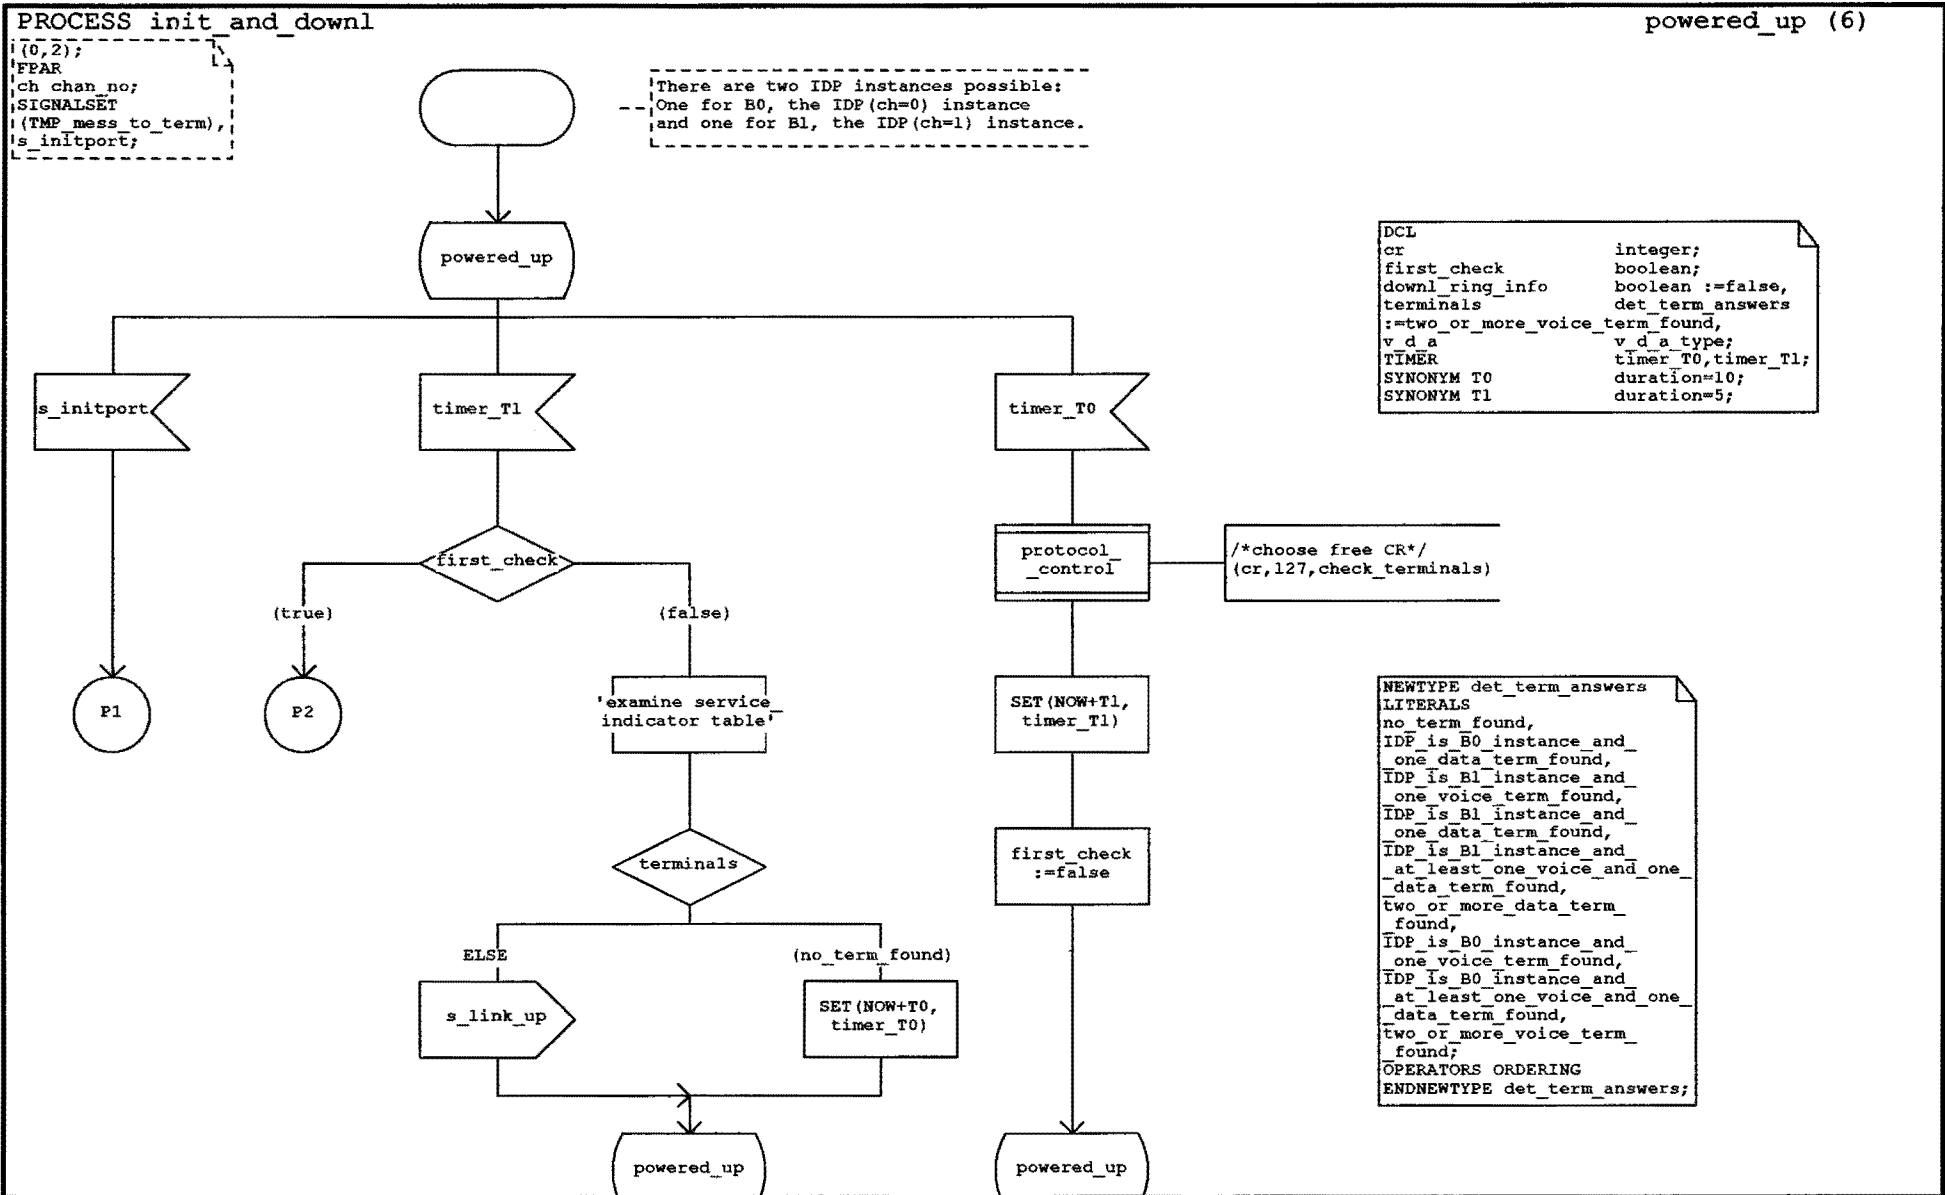 PROCESS init_and_downl
powered_up (6)
(0,2);
FPAR
ch chan_no;
SIGNALSET
(TMP_mess_to_term),
s_initport;
There are two IDP instances possible:
One for B0, the IDP(ch=0) instance
and one for B1, the IDP(ch=1) instance.
powered_up
DCL
cr integer;
first_check boolean;
downl_ring_info boolean :=false,
terminals det_term_answers
:=two_or_more_voice_term_found,
v_d_a v_d_a_type;
TIMER timer_T0,timer_T1;
SYNONYM T0 duration=10;
SYNONYM T1 duration=5;
s_initport
timer_T1
timer_T0
first_check
protocol_
_control
/*choose free CR*/
(cr,127,check_terminals)
(true)
(false)
P1
P2
'examine service_
indicator table'
SET(NOW+T1,
timer_T1)
NEWTYPE det_term_answers
LITERALS
no_term_found,
IDP_is_B0_instance_and_
_one_data_term_found,
IDP_is_B1_instance_and_
_one_voice_term_found,
IDP_is_B1_instance_and_
_one_data_term_found,
IDP_is_B1_instance_and_
_at_least_one_voice_and_one_
_data_term_found,
two_or_more_data_term_
_found,
IDP_is_B0_instance_and_
_one_voice_term_found,
IDP_is_B0_instance_and_
_at_least_one_voice_and_one_
_data_term_found,
two_or_more_voice_term_
_found;
OPERATORS ORDERING
ENDNEWTYPE det_term_answers;
terminals
first_check
:=false
ELSE
(no_term_found)
s_link_up
SET(NOW+T0,
timer_T0)
powered_up
powered_up